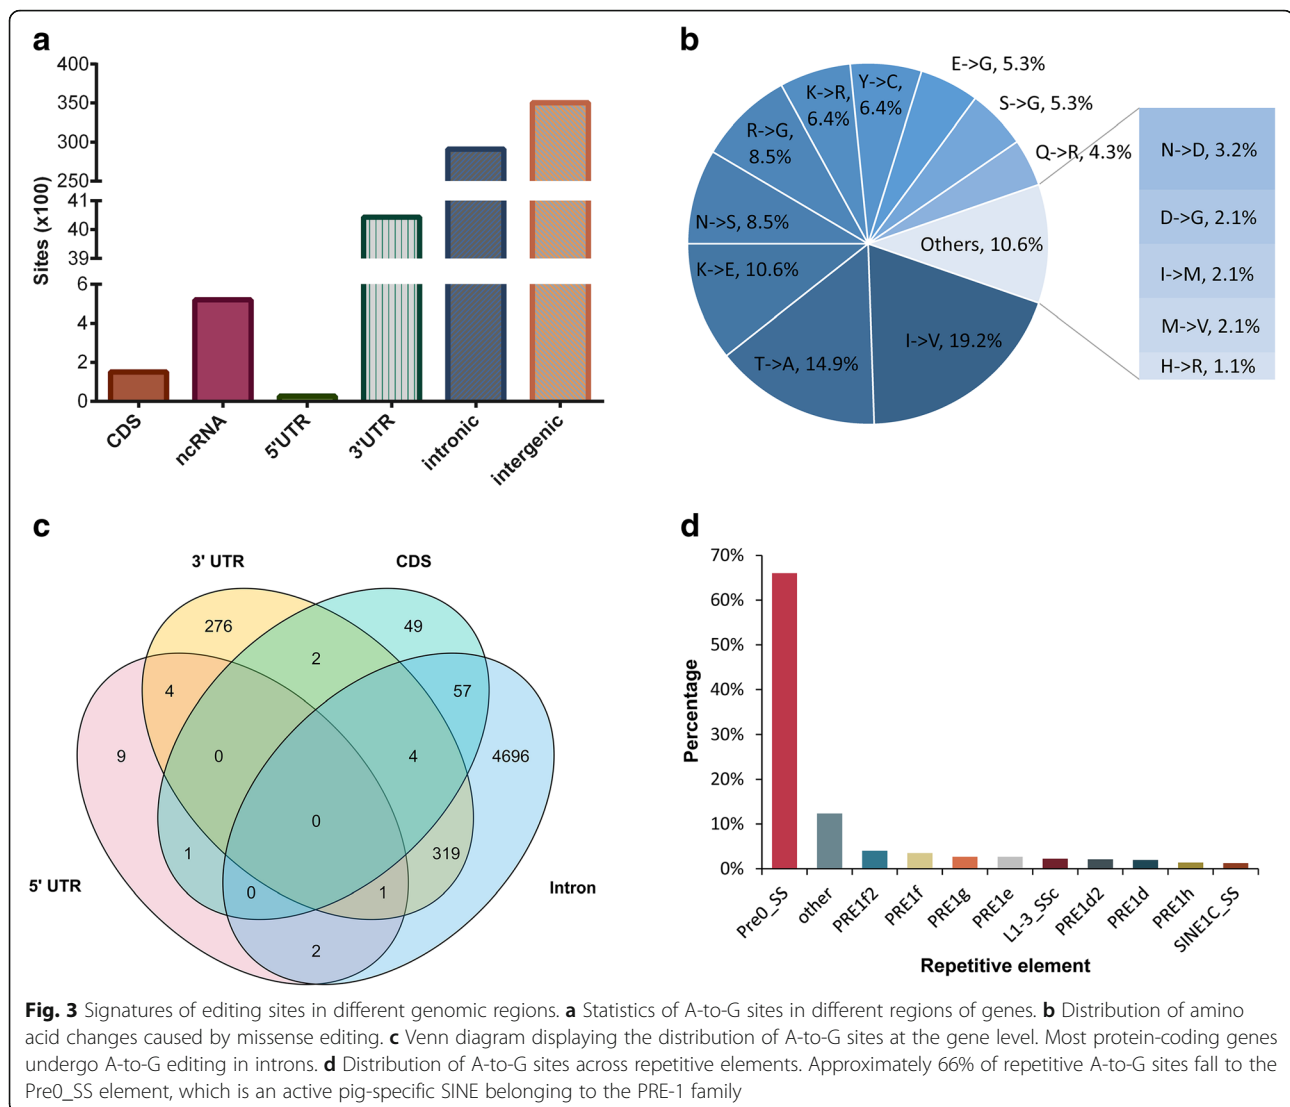 a
Sites (x100)
400
350
300
250
41
40
39
6
4
2
0
CDS
ncRNA
5'UTR
3'UTR
intronic
intergenic
b
E->G, 5.3%
S->G, 5.3%
Q->R, 4.3%
Y->C,
6.4%
K->R,
6.4%
R->G,
8.5%
N->S, 8.5%
K->E, 10.6%
T->A, 14.9%
I->V, 19.2%
Others, 10.6%
N->D, 3.2%
D->G, 2.1%
I->M, 2.1%
M->V, 2.1%
H->R, 1.1%
c
3' UTR
CDS
276
49
2
4
57
9
0
4
4696
0
1
319
5' UTR
0
1
Intron
2
d
Percentage
70%
60%
50%
40%
30%
20%
10%
0%
Pre0_SS
other
PRE1f2
PRE1f
PRE1g
PRE1e
L1-3_SSc
PRE1d2
PRE1d
PRE1h
SINE1C_SS
Repetitive element
Fig. 3 Signatures of editing sites in different genomic regions. a Statistics of A-to-G sites in different regions of genes. b Distribution of amino
acid changes caused by missense editing. c Venn diagram displaying the distribution of A-to-G sites at the gene level. Most protein-coding genes
undergo A-to-G editing in introns. d Distribution of A-to-G sites across repetitive elements. Approximately 66% of repetitive A-to-G sites fall to the
Pre0_SS element, which is an active pig-specific SINE belonging to the PRE-1 family